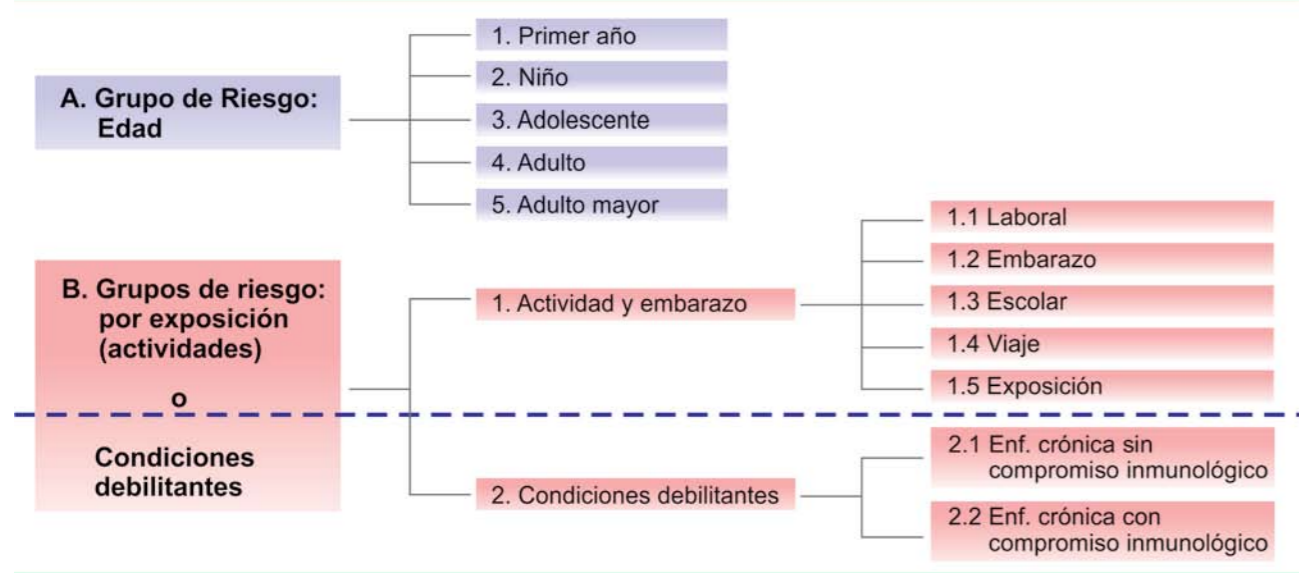 A. Grupo de Riesgo:
Edad
1. Primer año
2. Niño
3. Adolescente
4. Adulto
5. Adulto mayor
B. Grupos de riesgo:
por exposición
(actividades)
o
Condiciones
debilitantes
1. Actividad y embarazo
1.1 Laboral
1.2 Embarazo
1.3 Escolar
1.4 Viaje
1.5 Exposición
2. Condiciones debilitantes
2.1 Enf. crónica sin
compromiso inmunológico
2.2 Enf. crónica con
compromiso inmunológico